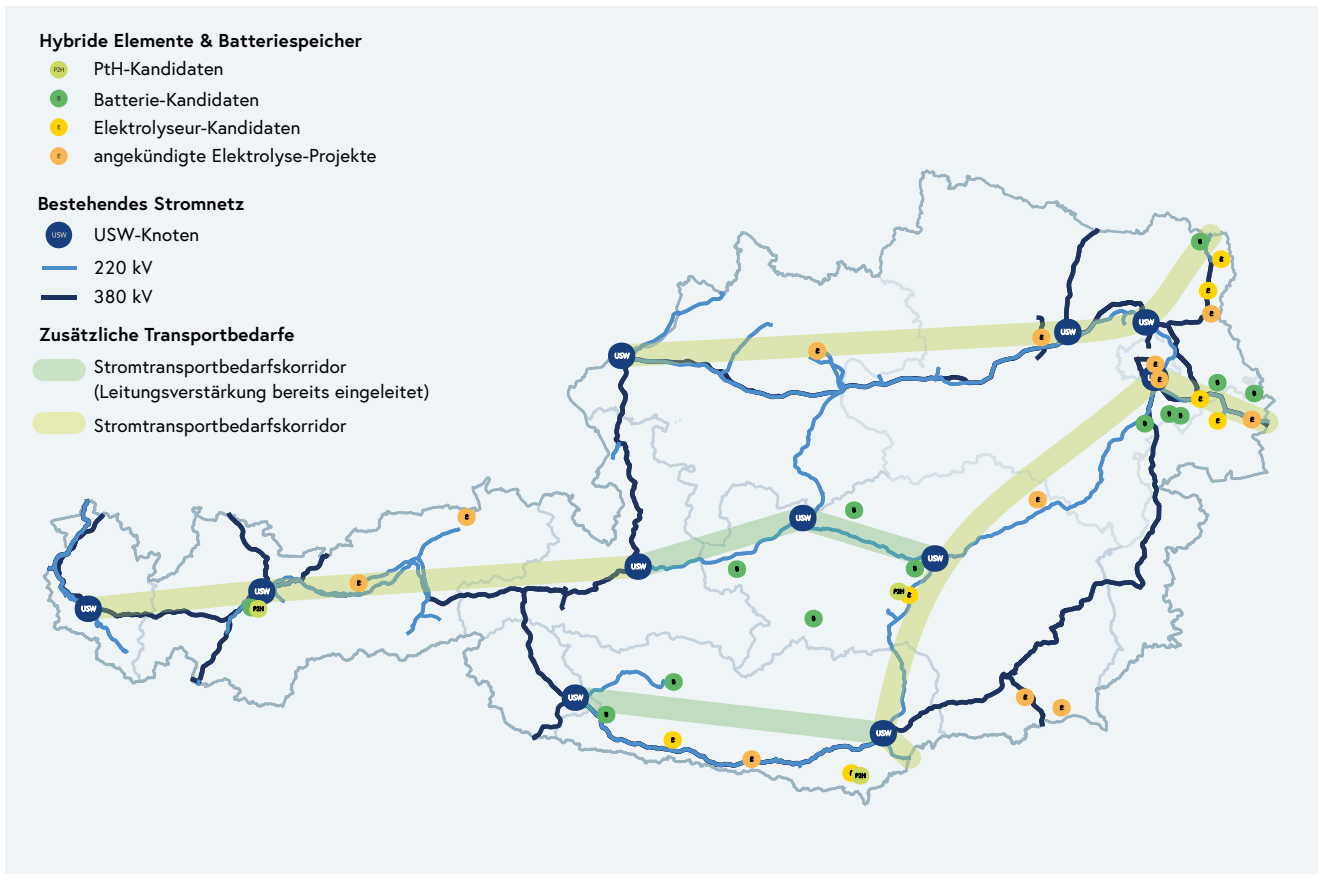 Hybride Elemente & Batteriespeicher
P2H PtH-Kandidaten
B Batterie-Kandidaten
E Elektrolyseur-Kandidaten
E angekündigte Elektrolyse-Projekte
Bestehendes Stromnetz
USW USW-Knoten
220 kV
380 kV
Zusätzliche Transportbedarfe
Stromtransportbedarfskorridor
(Leitungsverstärkung bereits eingeleitet)
Stromtransportbedarfskorridor
B
E
E
E
USW
E
USW
USW
E
E
E
B
B
E
B
B
E
E
B
E
B
USW
E
USW
B
B
USW
E
USW
P2H
USW
P2H
E
B
B
USW
B
E
E
USW
E
E
E
P2H